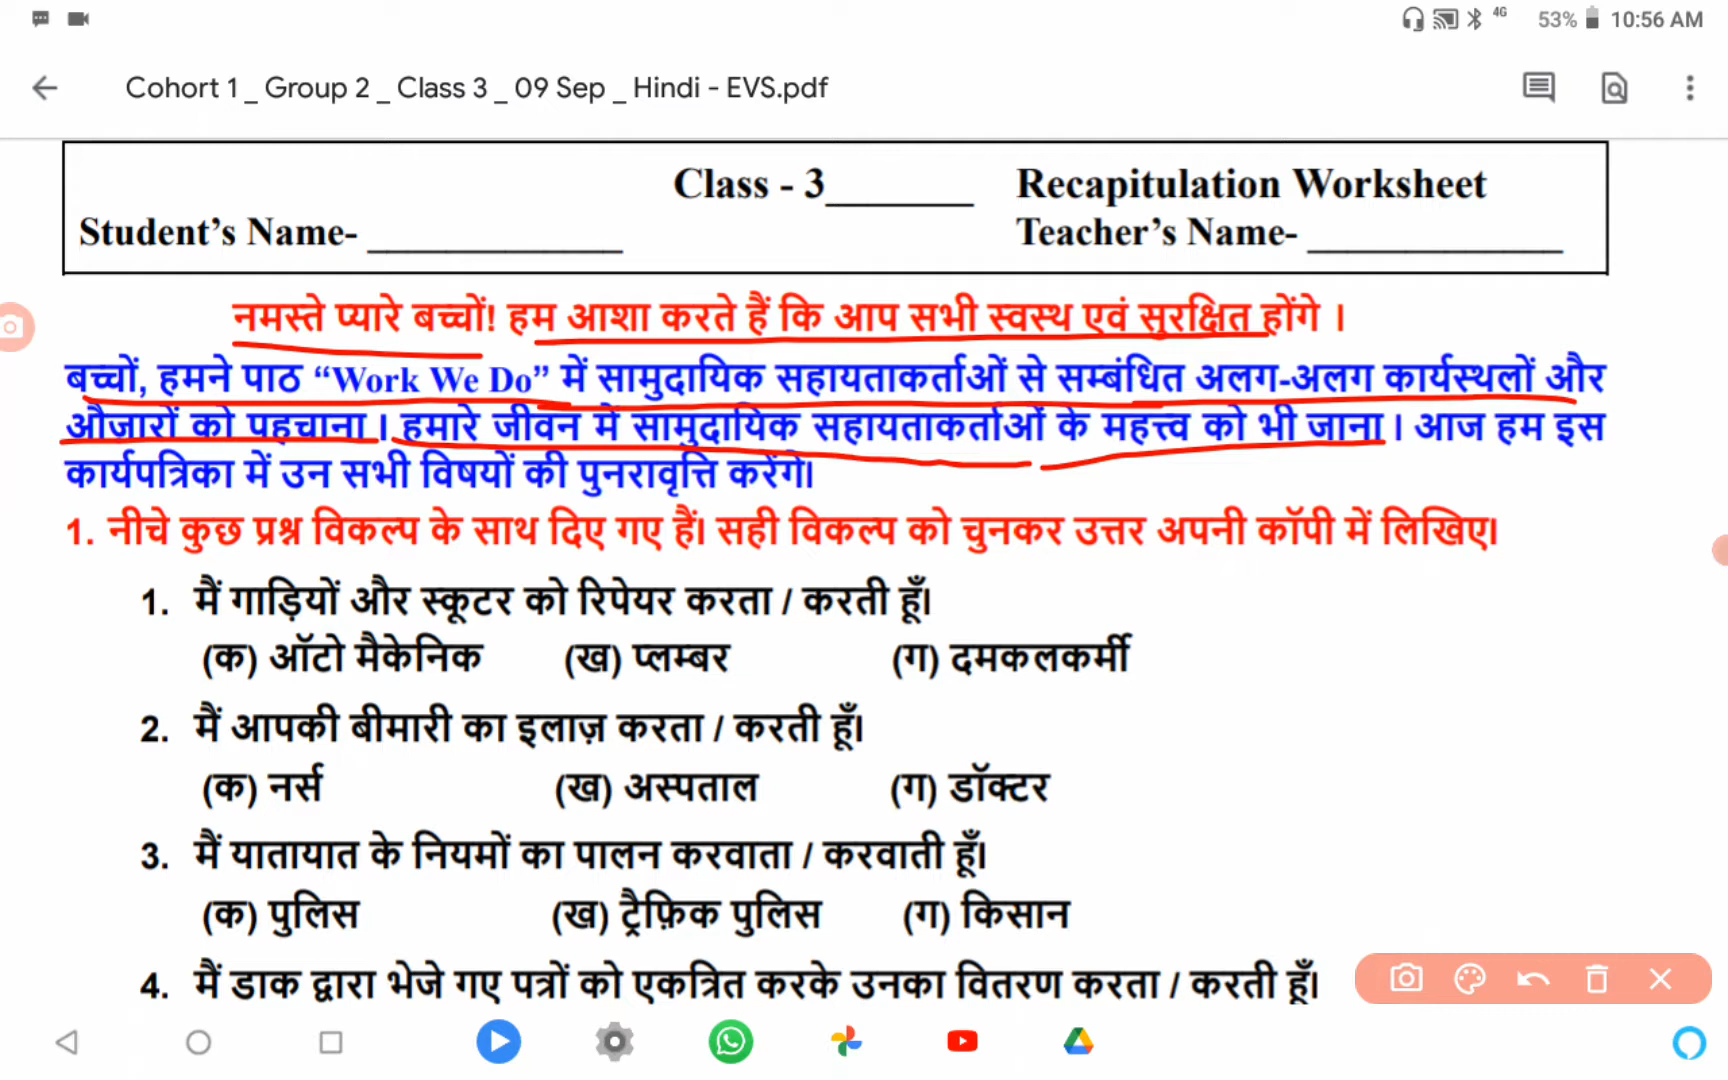 4G 53% 10:56 AM
Cohort 1 _ Group 2 _ Class 3 _ 09 Sep _ Hindi - EVS.pdf
Class - 3_______ Recapitulation Worksheet
Student’s Name- ____________ Teacher’s Name- ____________
नमस्ते प्यारे बच्चों! हम आशा करते हैं कि आप सभी स्वस्थ एवं सुरक्षित होंगे ।
बच्चों, हमने पाठ “Work We Do” में सामुदायिक सहायताकर्ताओं से सम्बंधित अलग-अलग कार्यस्थलों और
औजारों को पहचाना । हमारे जीवन में सामुदायिक सहायताकर्ताओं के महत्त्व को भी जाना । आज हम इस
कार्यपत्रिका में उन सभी विषयों की पुनरावृत्ति करेंगे।
1. नीचे कुछ प्रश्न विकल्प के साथ दिए गए हैं। सही विकल्प को चुनकर उत्तर अपनी कॉपी में लिखिए।
1. मैं गाड़ियों और स्कूटर को रिपेयर करता / करती हूँ।
(क) ऑटो मैकेनिक (ख) प्लम्बर (ग) दमकलकर्मी
2. मैं आपकी बीमारी का इलाज़ करता / करती हूँ।
(क) नर्स (ख) अस्पताल (ग) डॉक्टर
3. मैं यातायात के नियमों का पालन करवाता / करवाती हूँ।
(क) पुलिस (ख) ट्रैफ़िक पुलिस (ग) किसान
4. मैं डाक द्वारा भेजे गए पत्रों को एकत्रित करके उनका वितरण करता / करती हूँ।